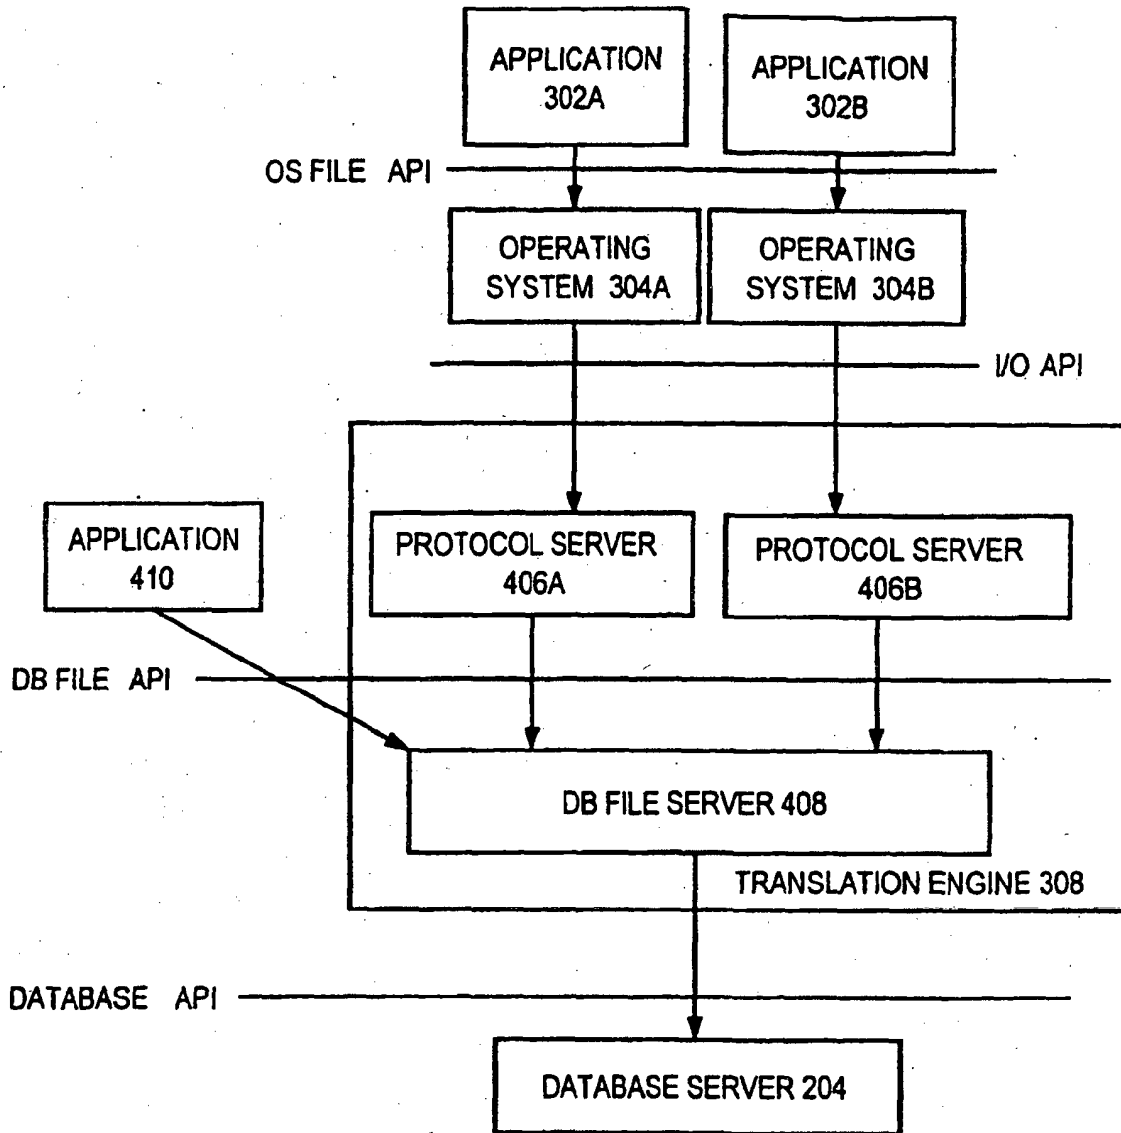 APPLICATION
302A
APPLICATION
302B
OS FILE API
OPERATING
SYSTEM 304A
OPERATING
SYSTEM 304B
I/O API
APPLICATION
410
PROTOCOL SERVER
406A
PROTOCOL SERVER
406B
DB FILE API
DB FILE SERVER 408
TRANSLATION ENGINE 308
DATABASE API
DATABASE SERVER 204